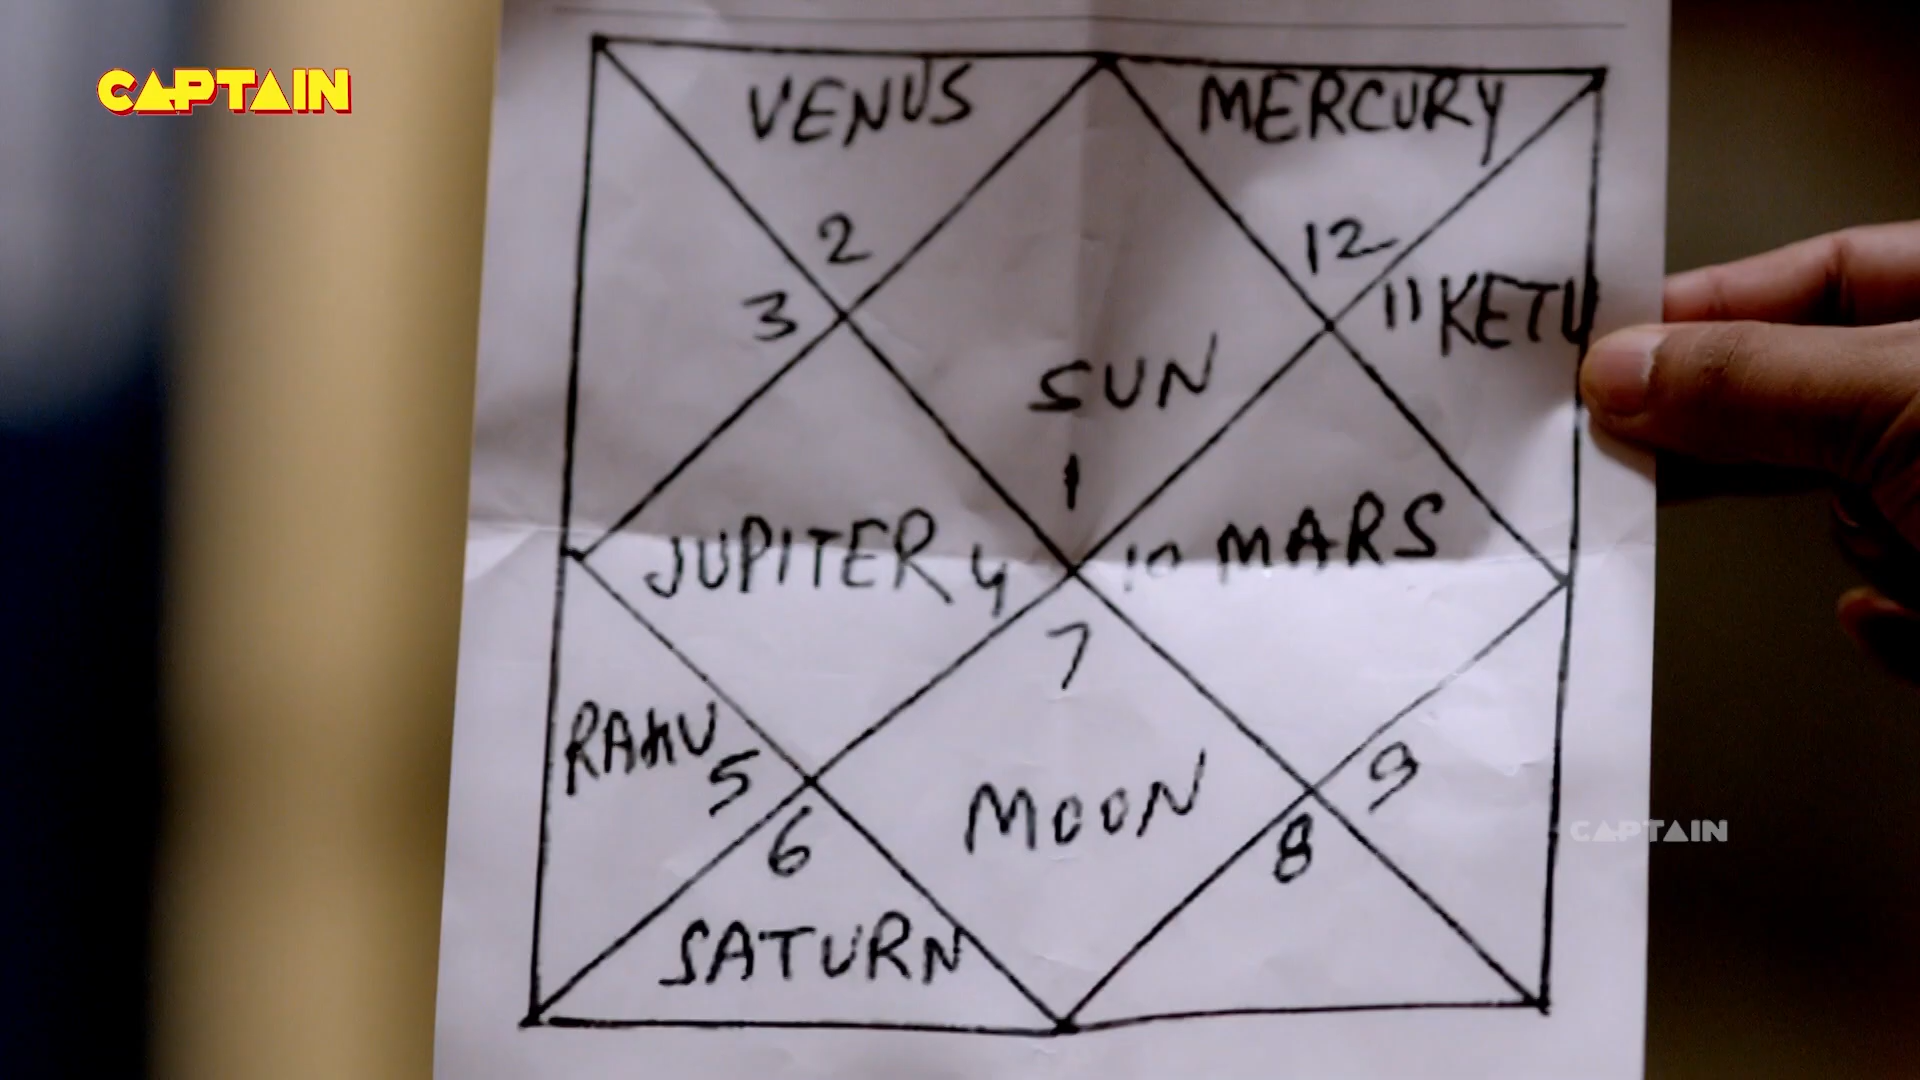 CAPTAIN
VENUS
MERCURY
2
12
3
11 KETU
SUN
1
JUPITER 4
10 MARS
7
RAHU
5
9
MOON
6
8
CAPTAIN
SATURN